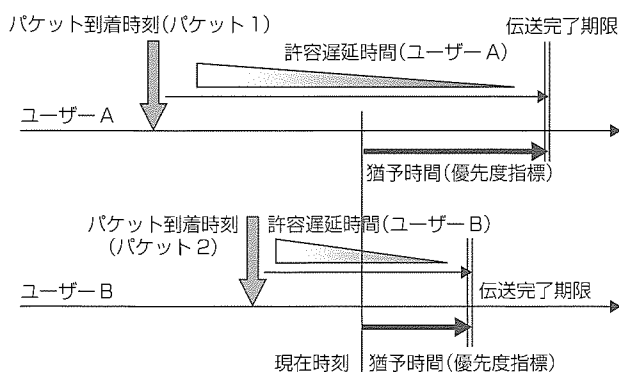 パケット到着時刻(パケット1)
伝送完了期限
許容遅延時間(ユーザーA)
ユーザーA
猶予時間(優先度指標)
パケット到着時刻
(パケット2)
許容遅延時間(ユーザーB)
ユーザーB
伝送完了期限
現在時刻
猶予時間(優先度指標)